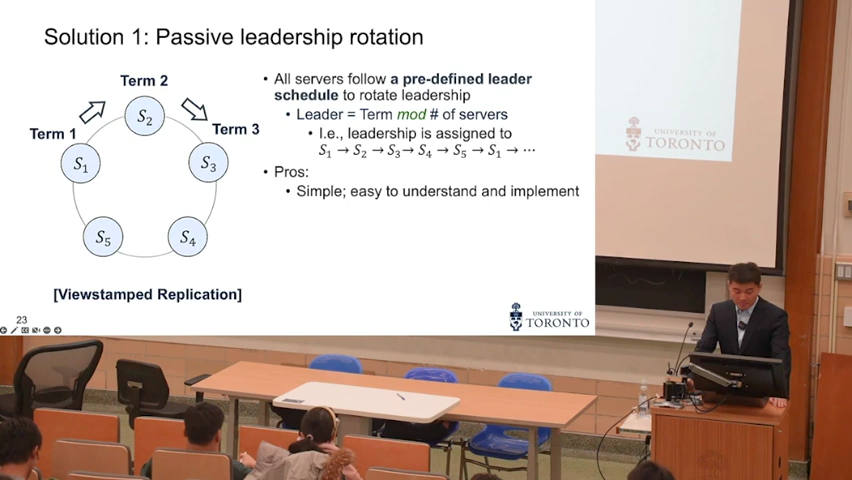 Solution 1: Passive leadership rotation
Term 2
Term 1
Term 3
S₂
S₁
S₃
S₅
S₄
[Viewstamped Replication]
• All servers follow a pre-defined leader
schedule to rotate leadership
• Leader = Term mod # of servers
• I.e., leadership is assigned to
S₁ → S₂ → S₃ → S₄ → S₅ → S₁ → ⋯
• Pros:
• Simple; easy to understand and implement
23
UNIVERSITY OF
TORONTO
UNIVERSITY OF
TORONTO